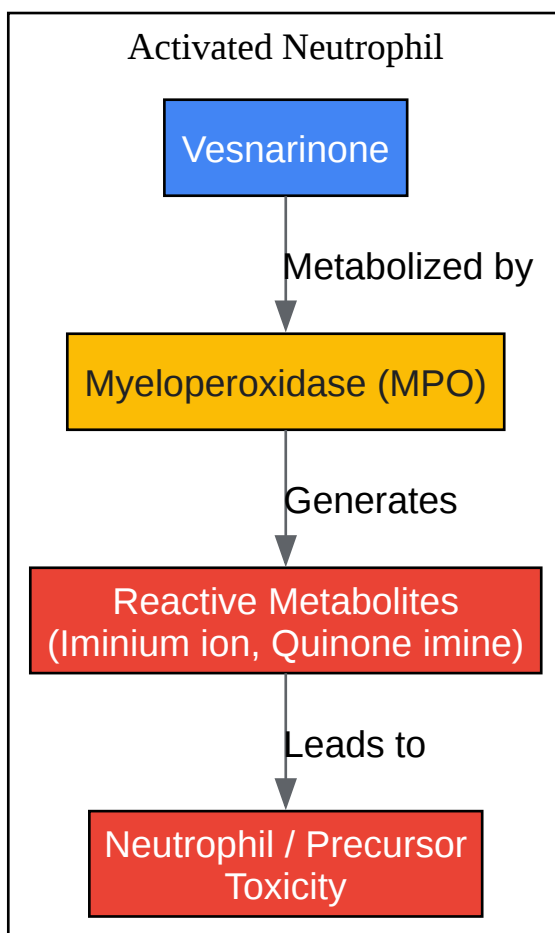 Activated Neutrophil
Vesnarinone
Metabolized by
Myeloperoxidase (MPO)
Generates
Reactive Metabolites
(Iminium ion, Quinone imine)
Leads to
Neutrophil / Precursor
Toxicity